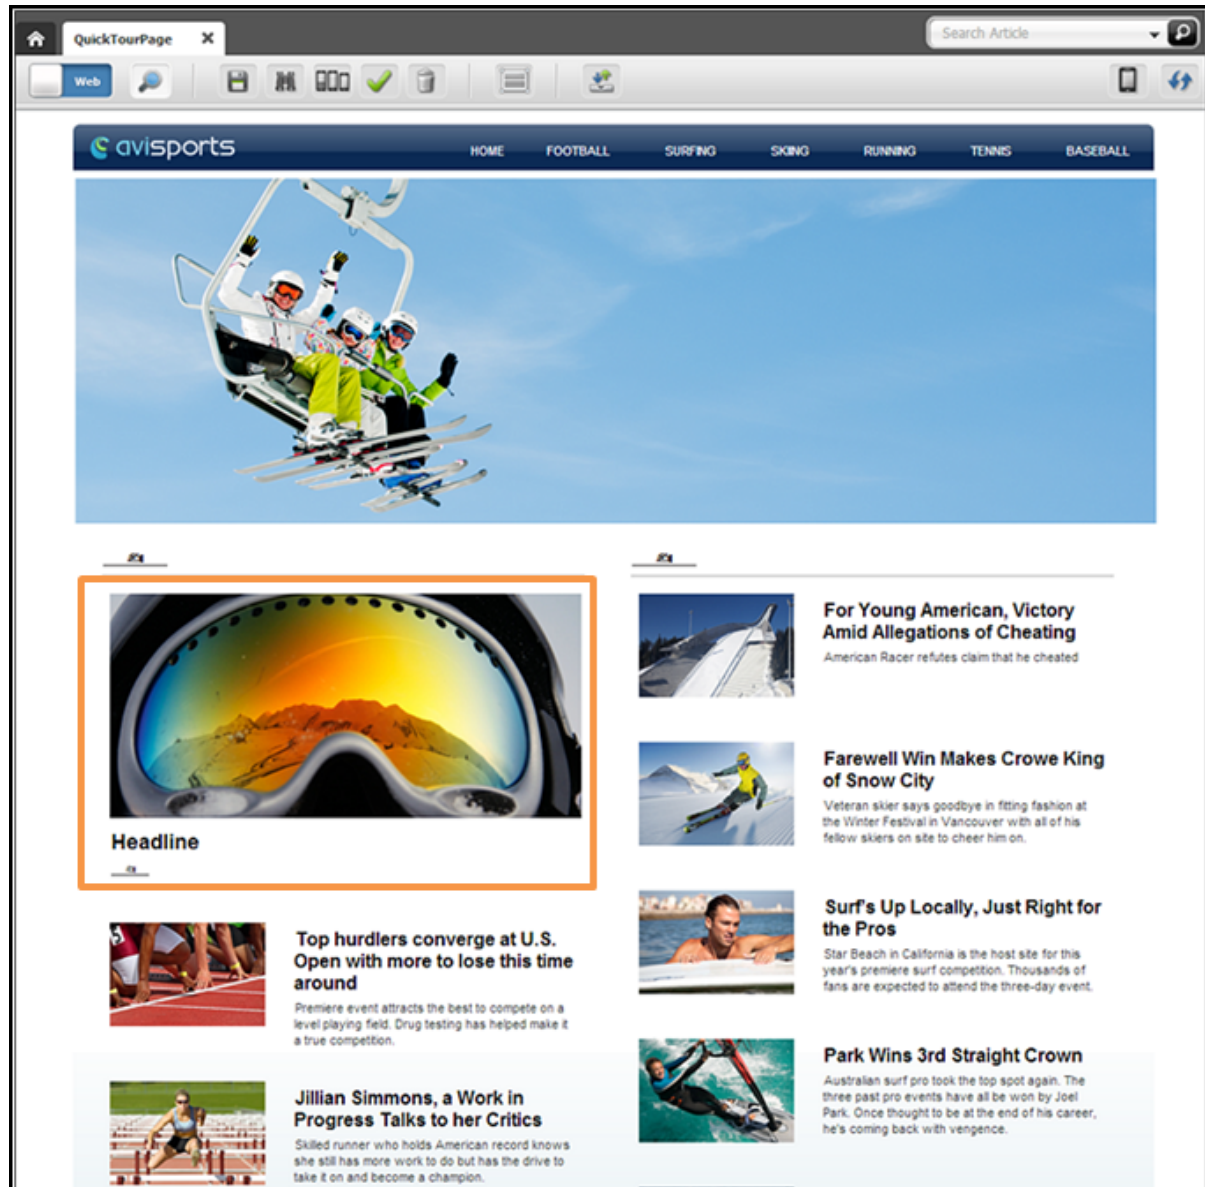 QuickTourPage
Search Article
Web
avisports
HOME FOOTBALL SURFING SKIING RUNNING TENNIS BASEBALL
Headline
Top hurdlers converge at U.S.
Open with more to lose this time
around
Premiere event attracts the best to compete on a
level playing field. Drug testing has helped make it
a true competition.
Jillian Simmons, a Work in
Progress Talks to her Critics
Skilled runner who holds American record knows
she still has more work to do but has the drive to
take it on and become a champion.
For Young American, Victory
Amid Allegations of Cheating
American Racer refutes claim that he cheated
Farewell Win Makes Crowe King
of Snow City
Veteran skier says goodbye in fitting fashion at
the Winter Festival in Vancouver with all of his
fellow skiers on site to cheer him on.
Surf's Up Locally, Just Right for
the Pros
Star Beach in California is the host site for this
year's premiere surf competition. Thousands of
fans are expected to attend the three-day event.
Park Wins 3rd Straight Crown
Australian surf pro took the top spot again. The
three past pro events have all be won by Joel
Park. Once thought to be at the end of his career,
he's coming back with vengence.